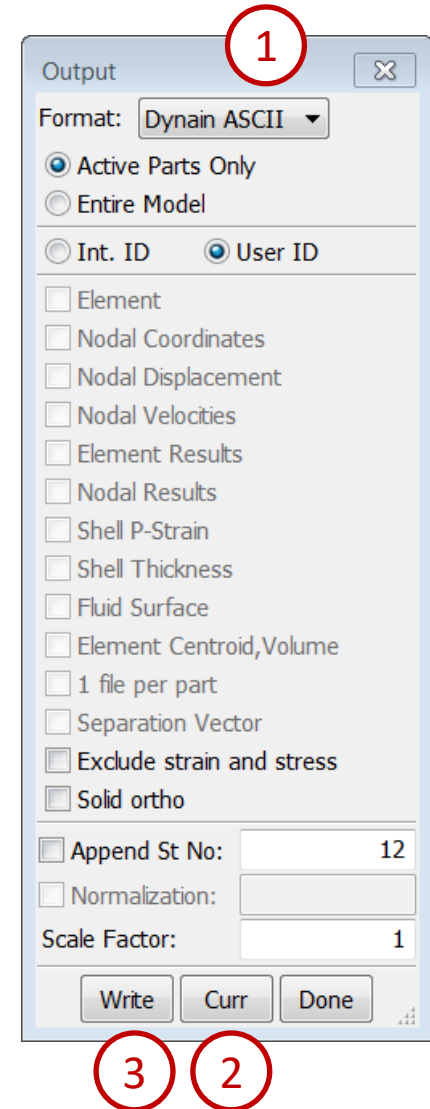 1
Output
Format: Dynain ASCII
Active Parts Only
Entire Model
Int. ID User ID
Element
Nodal Coordinates
Nodal Displacement
Nodal Velocities
Element Results
Nodal Results
Shell P-Strain
Shell Thickness
Fluid Surface
Element Centroid,Volume
1 file per part
Separation Vector
Exclude strain and stress
Solid ortho
Append St No: 12
Normalization:
Scale Factor: 1
Write Curr Done
3 2